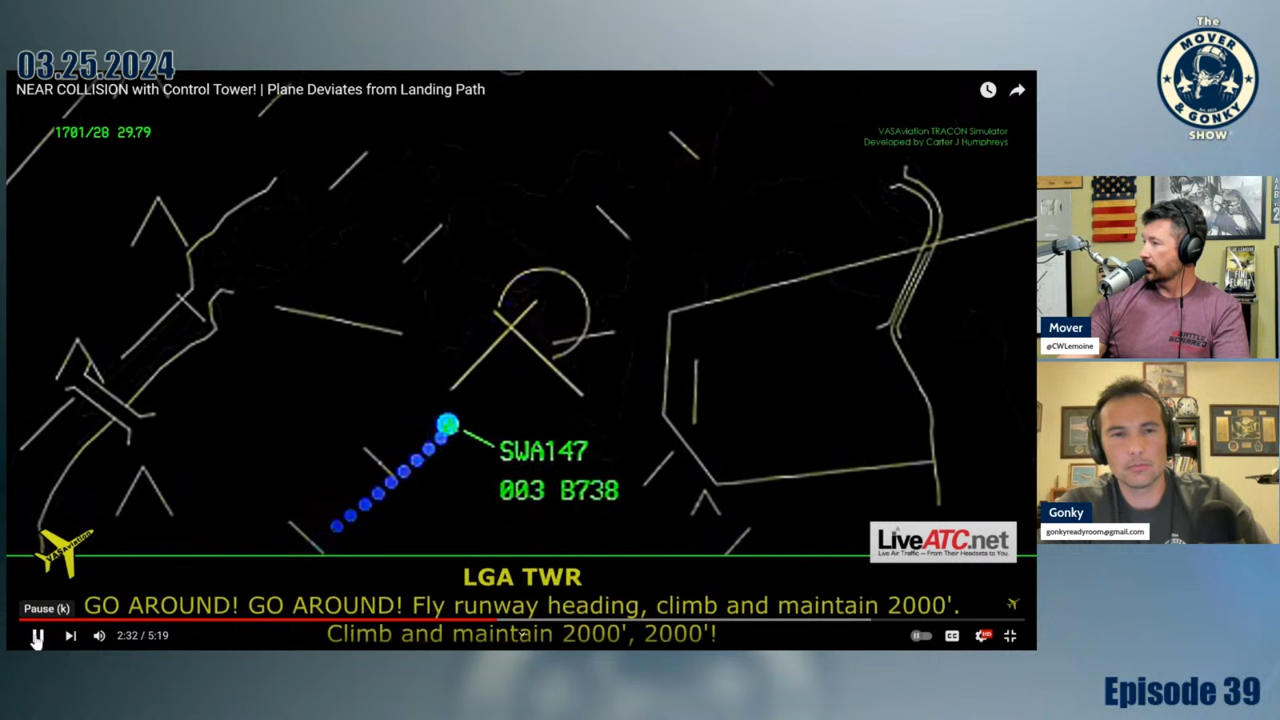 03.25.2024
The
MOVER
& GONKY
SHOW
NEAR COLLISION with Control Tower! | Plane Deviates from Landing Path
1701/28 29.79
VASAviation TRACON Simulator
Developed by Carter J Humphreys
SWA147
003 B738
Mover
@CWLemoine
Gonky
gonkyreadyroom@gmail.com
VASAviation
LiveATC.net
Live Air Traffic - From Their Headsets to You.
LGA TWR
GO AROUND! GO AROUND! Fly runway heading, climb and maintain 2000'.
Climb and maintain 2000', 2000'!
Pause (k)
2:32 / 5:19
CC
HD
Episode 39